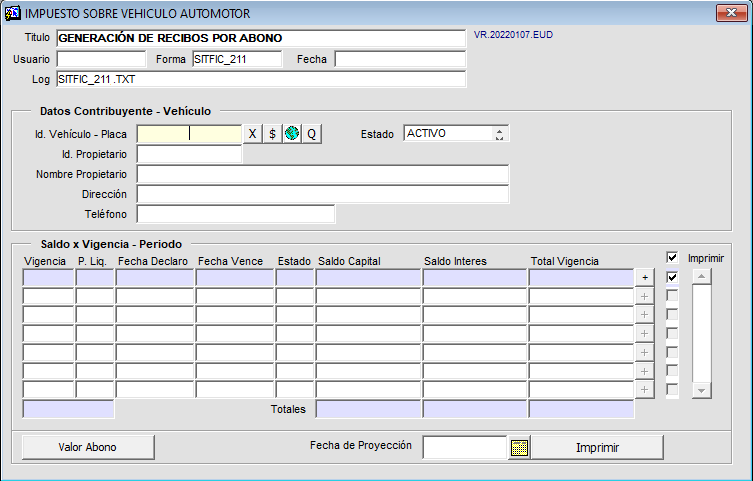 IMPUESTO SOBRE VEHICULO AUTOMOTOR
Titulo GENERACIÓN DE RECIBOS POR ABONO VR.20220107.EUD
Usuario Forma SITFIC_211 Fecha
Log SITFIC_211 .TXT
Datos Contribuyente - Vehículo
Id. Vehículo - Placa X $ Q Estado ACTIVO
Id. Propietario
Nombre Propietario
Dirección
Teléfono
Saldo x Vigencia - Periodo
Vigencia P. Liq. Fecha Declaro Fecha Vence Estado Saldo Capital Saldo Interes Total Vigencia Imprimir
+
+
+
+
+
+
+
Totales
Valor Abono Fecha de Proyección Imprimir